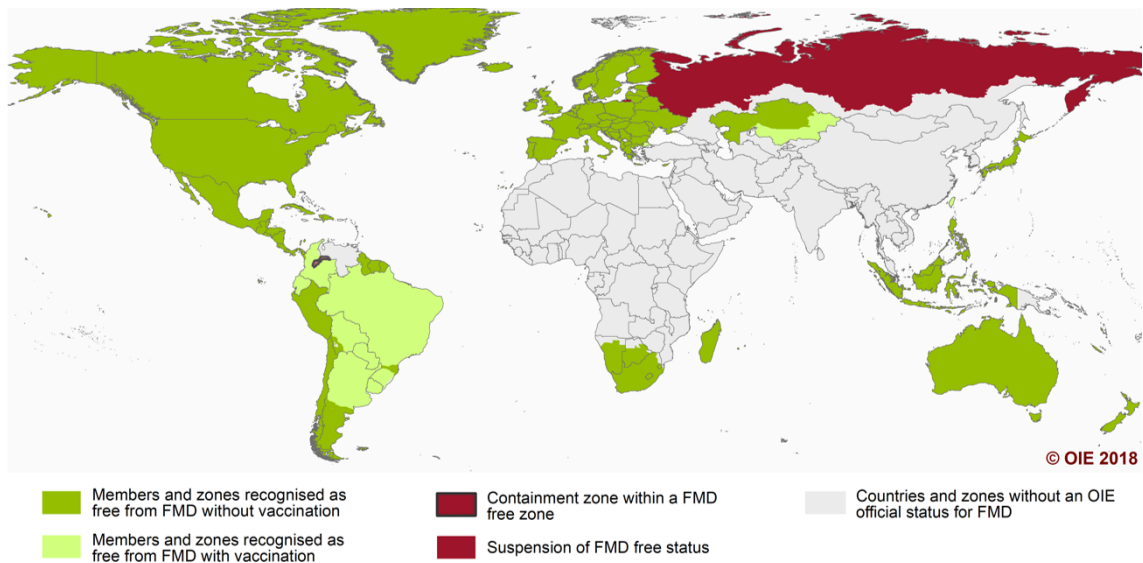 © OIE 2018
Members and zones recognised as
free from FMD without vaccination
Members and zones recognised as
free from FMD with vaccination
Containment zone within a FMD
free zone
Suspension of FMD free status
Countries and zones without an OIE
official status for FMD